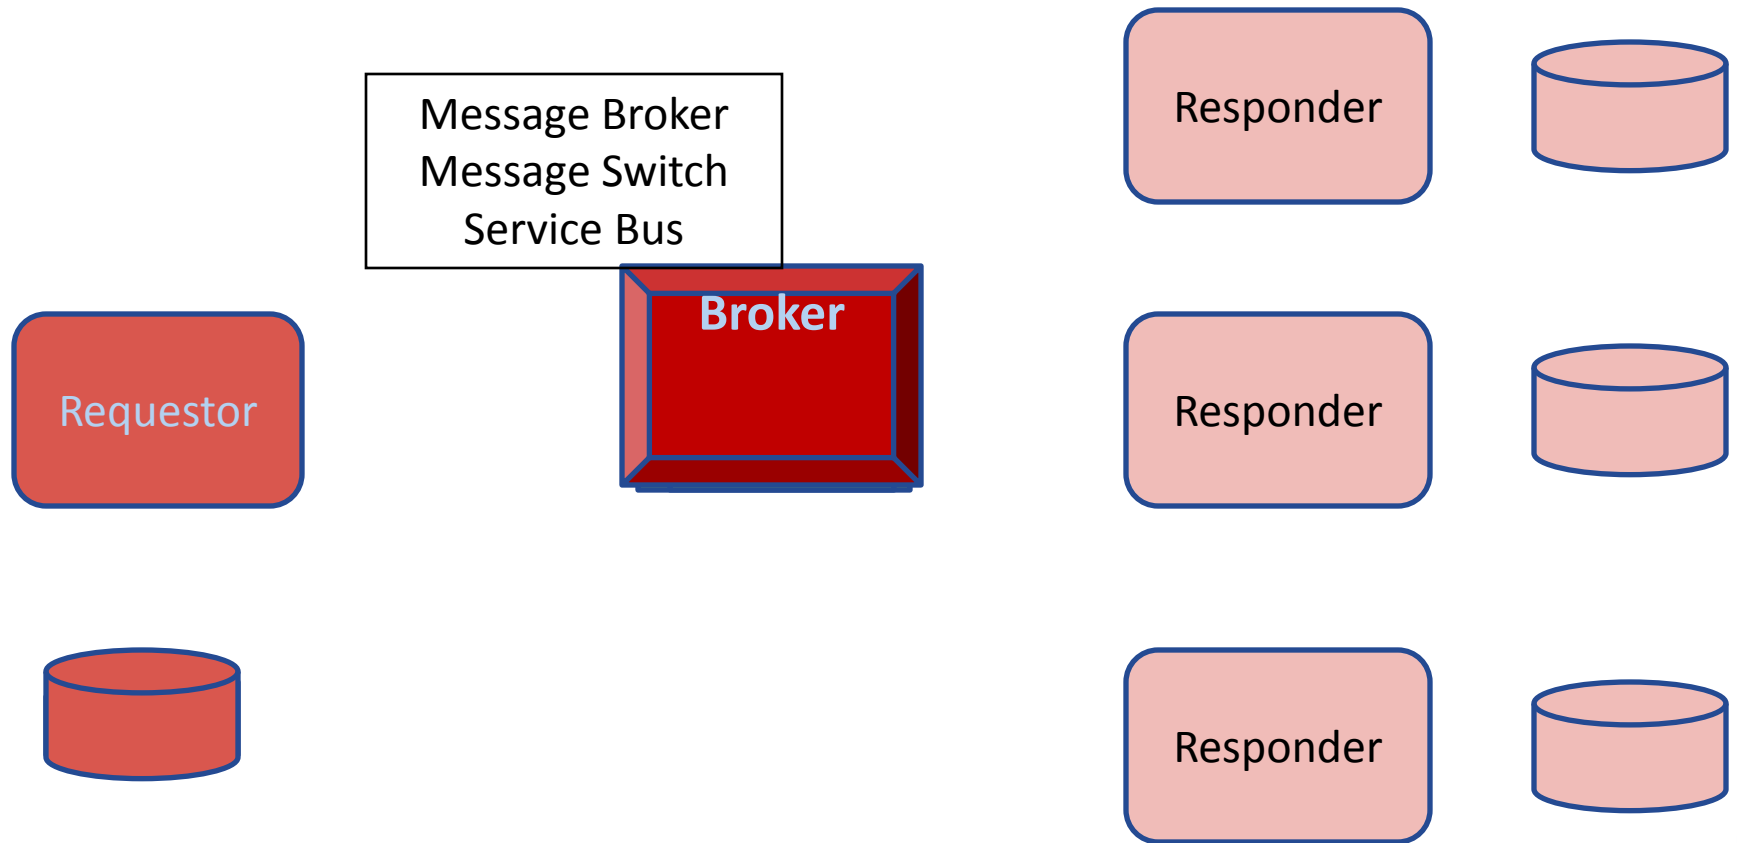 Message Broker
Message Switch
Service Bus
Broker
Requestor
Responder
Responder
Responder